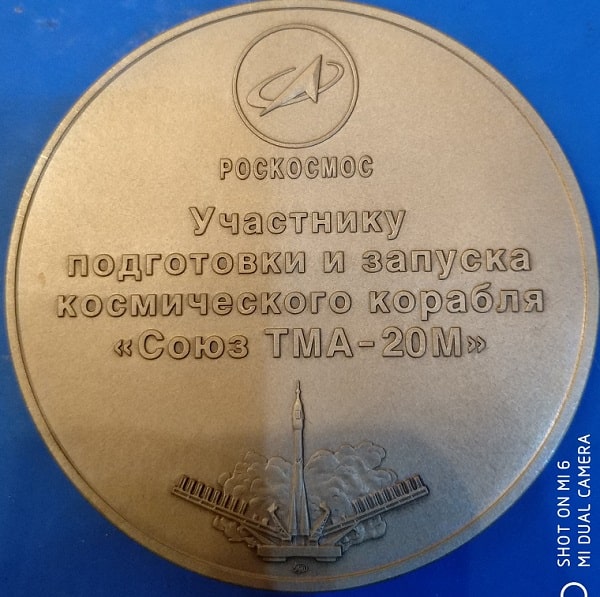 РОСКОСМОС
Участнику
подготовки и запуска
космического корабля
«Союз ТМА-20М»
SHOT ON MI 6
MI DUAL CAMERA